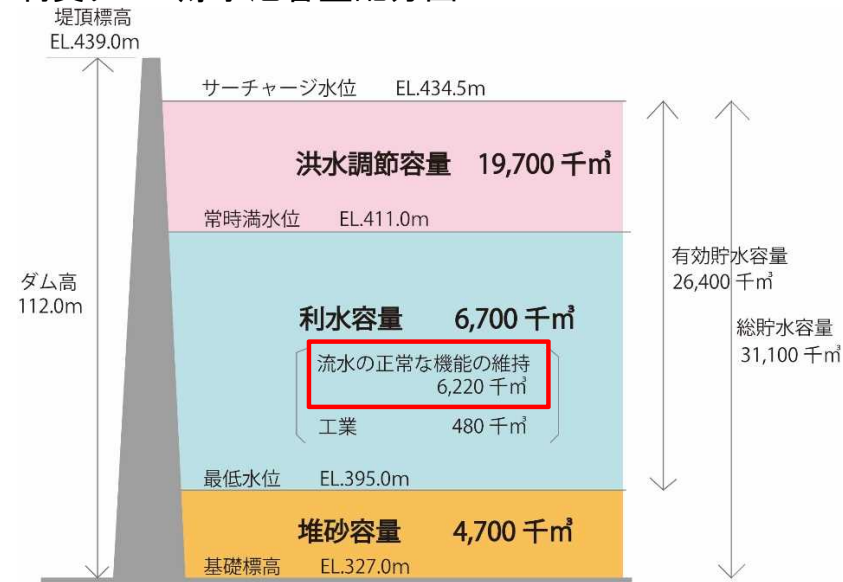 堤頂標高
EL.439.0m
サーチャージ水位 EL.434.5m
洪水調節容量 19,700 千㎥
常時満水位 EL.411.0m
有効貯水容量
26,400 千㎥
ダム高
112.0m
利水容量 6,700 千㎥
総貯水容量
31,100 千㎥
流水の正常な機能の維持
6,220 千㎥
工業 480 千㎥
最低水位 EL.395.0m
堆砂容量 4,700 千㎥
基礎標高 EL.327.0m